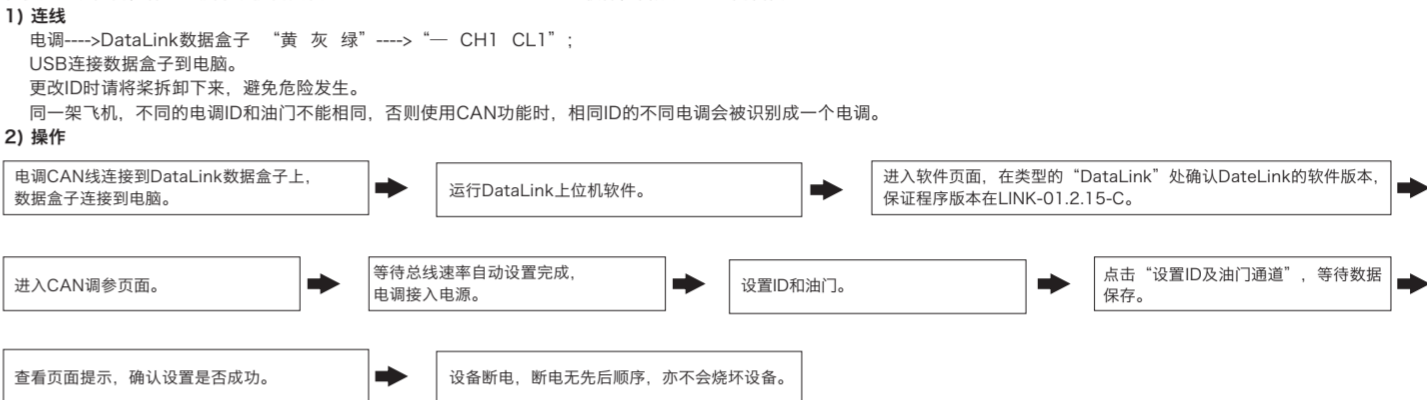 1）连线
电调---->DataLink数据盒子 “黄 灰 绿”---->“— CH1 CL1”；
USB连接数据盒子到电脑。
更改ID时请将桨拆卸下来，避免危险发生。
同一架飞机，不同的电调ID和油门不能相同，否则使用CAN功能时，相同ID的不同电调会被识别成一个电调。
2）操作
电调CAN线连接到DataLink数据盒子上，
数据盒子连接到电脑。
运行DataLink上位机软件。
进入软件页面，在类型的“DataLink”处确认DateLink的软件版本，
保证程序版本在LINK-01.2.15-C。
进入CAN调参页面。
等待总线速率自动设置完成，
电调接入电源。
设置ID和油门。
点击“设置ID及油门通道”，等待数据
保存。
查看页面提示，确认设置是否成功。
设备断电，断电无先后顺序，亦不会烧坏设备。